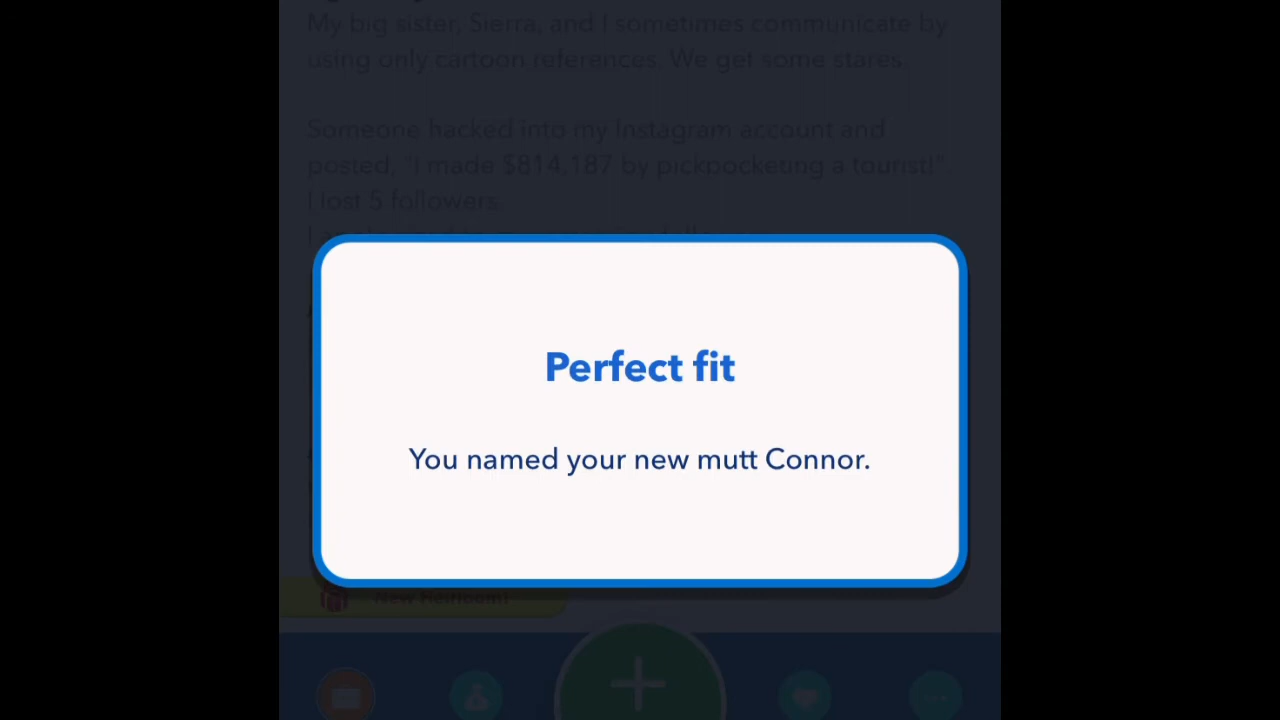 My big sister, Sierra, and I sometimes communicate by
using only cartoon references. We get some stares.
Someone hacked into my Instagram account and
posted, "I made $814,187 by pickpocketing a tourist!".
I lost 5 followers.
Perfect fit
You named your new mutt Connor.
New Heirloom!